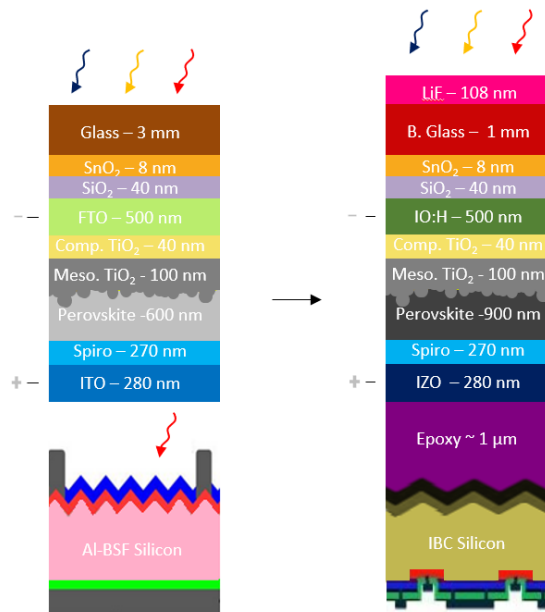 Glass – 3 mm
SnO₂ – 8 nm
SiO₂ – 40 nm
FTO – 500 nm
Comp. TiO₂ – 40 nm
Meso. TiO₂ - 100 nm
Perovskite -600 nm
Spiro – 270 nm
ITO – 280 nm
Al-BSF Silicon
LiF – 108 nm
B. Glass – 1 mm
SnO₂ – 8 nm
SiO₂ – 40 nm
IO:H – 500 nm
Comp. TiO₂ – 40 nm
Meso. TiO₂ - 100 nm
Perovskite -900 nm
Spiro – 270 nm
IZO – 280 nm
Epoxy ~ 1 μm
IBC Silicon